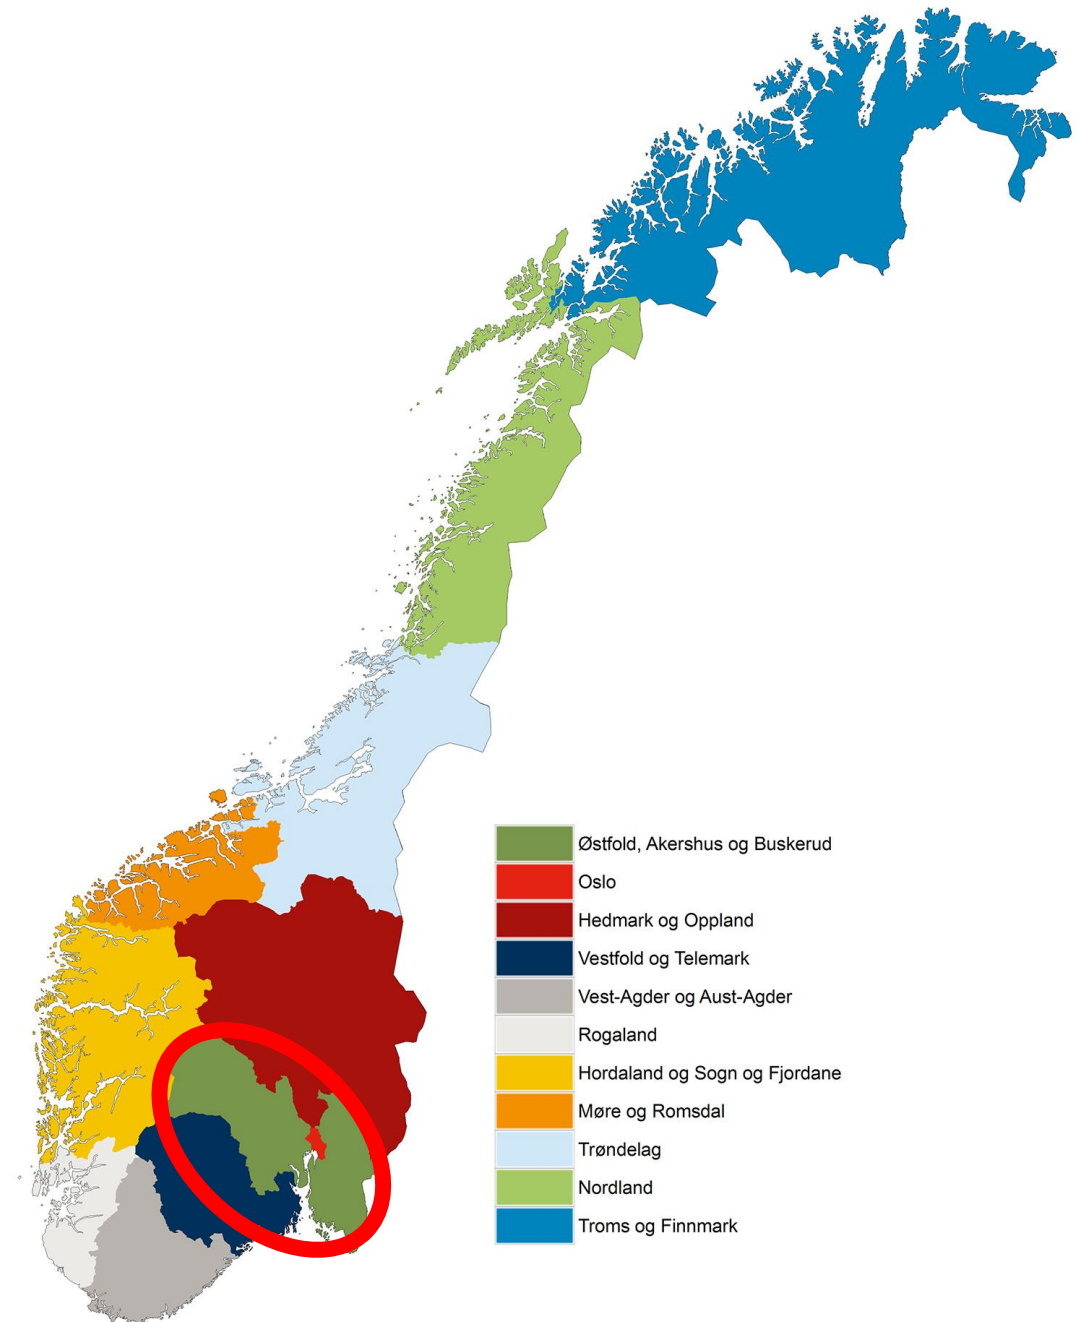 Østfold, Akershus og Buskerud
Oslo
Hedmark og Oppland
Vestfold og Telemark
Vest-Agder og Aust-Agder
Rogaland
Hordaland og Sogn og Fjordane
Møre og Romsdal
Trøndelag
Nordland
Troms og Finnmark